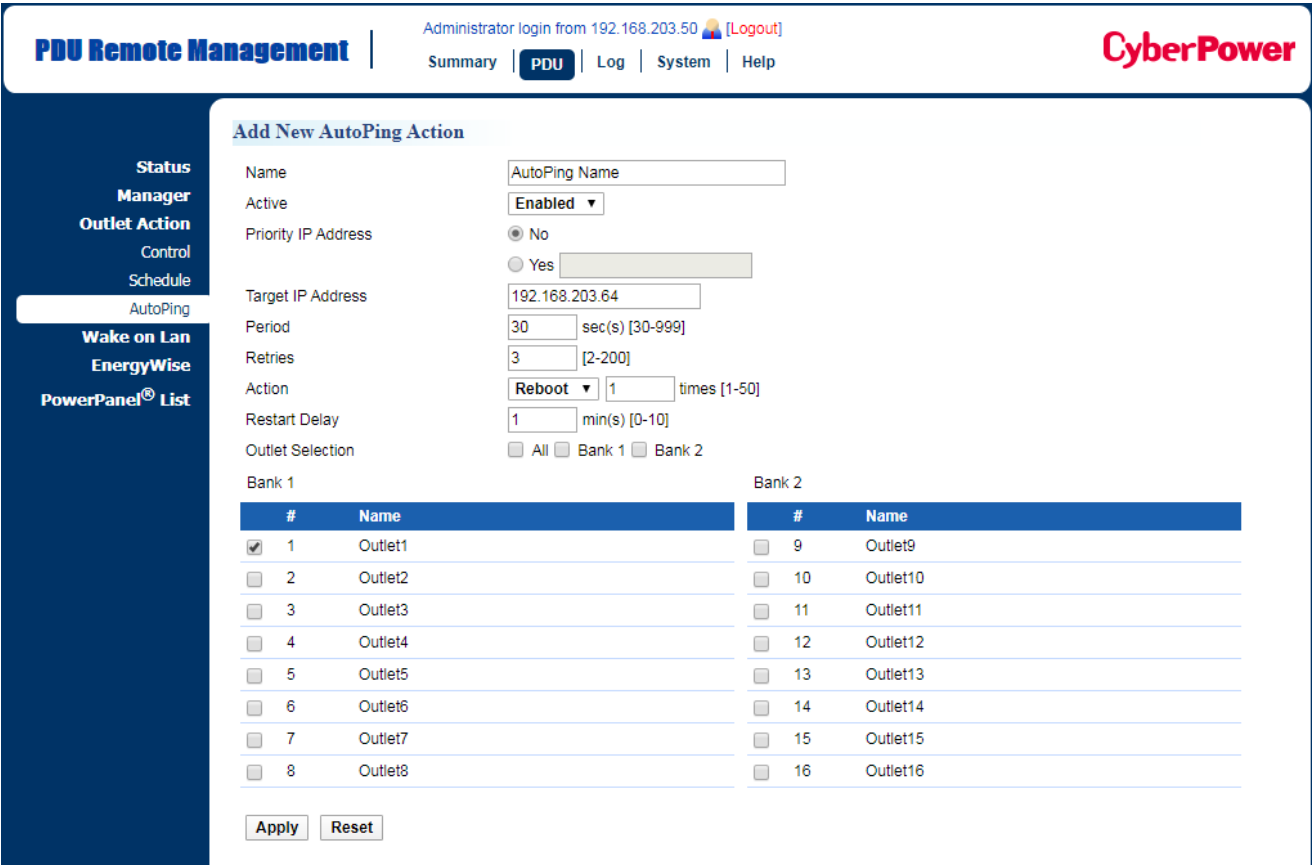 Administrator login from 192.168.203.50 [Logout]
PDU Remote Management
Summary PDU Log System Help
CyberPower
Status
Manager
Outlet Action
Control
Schedule
AutoPing
Wake on Lan
EnergyWise
PowerPanel® List
Add New AutoPing Action
Name AutoPing Name
Active Enabled
Priority IP Address No
Yes
Target IP Address 192.168.203.64
Period 30 sec(s) [30-999]
Retries 3 [2-200]
Action Reboot 1 times [1-50]
Restart Delay 1 min(s) [0-10]
Outlet Selection All Bank 1 Bank 2
Bank 1 Bank 2
# Name # Name
1 Outlet1 9 Outlet9
2 Outlet2 10 Outlet10
3 Outlet3 11 Outlet11
4 Outlet4 12 Outlet12
5 Outlet5 13 Outlet13
6 Outlet6 14 Outlet14
7 Outlet7 15 Outlet15
8 Outlet8 16 Outlet16
Apply Reset